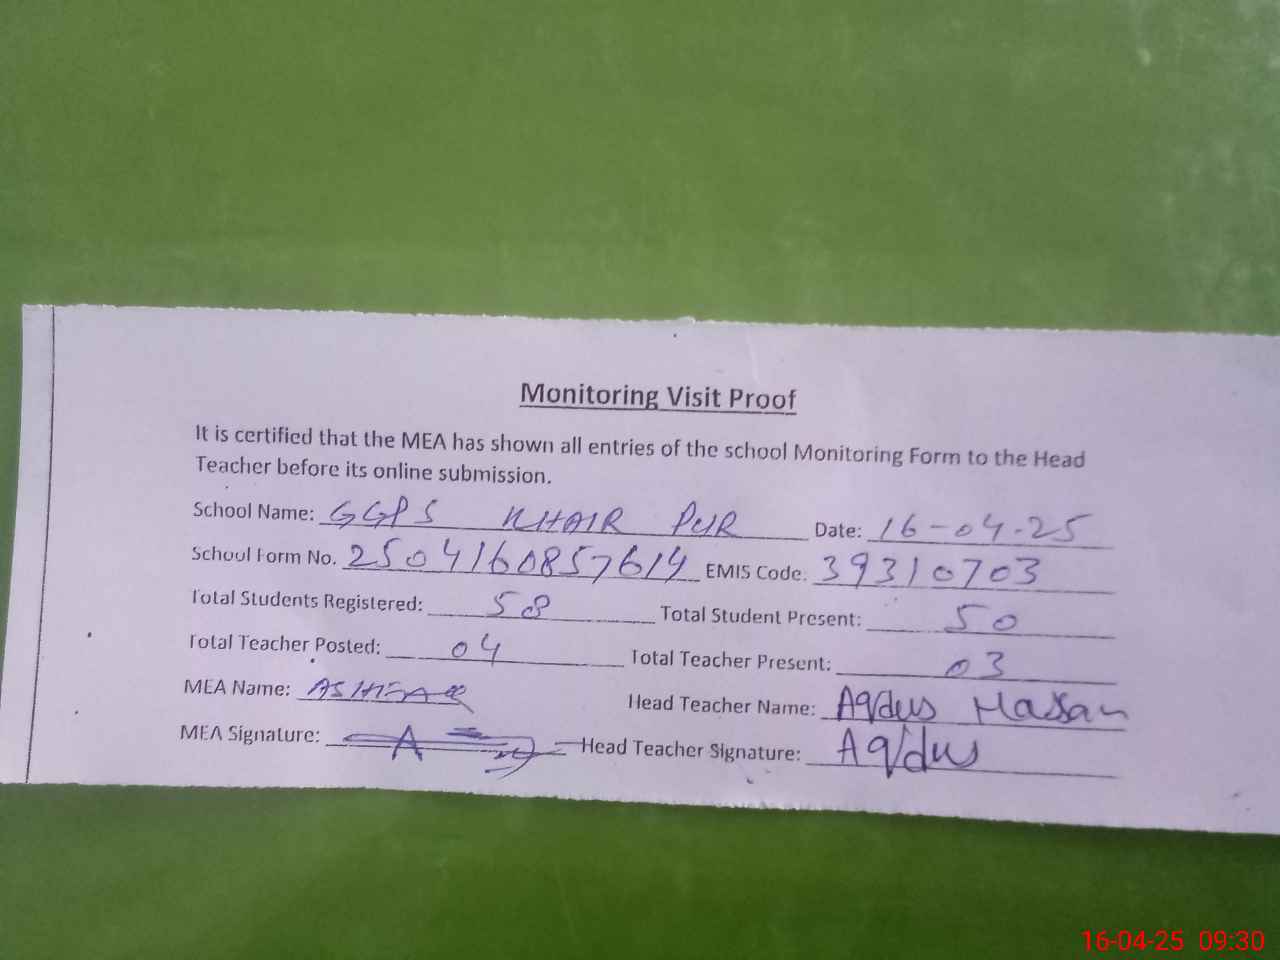 Monitoring Visit Proof
It is certified that the MEA has shown all entries of the school Monitoring Form to the Head
Teacher before its online submission.
School Name: GGPS KHAIR PUR Date: 16-04-25
School Form No. 2504160857614 EMIS Code: 39310703
Total Students Registered: 58 Total Student Present: 50
Total Teacher Posted: 04 Total Teacher Present: 03
MEA Name: Head Teacher Name: Aqdus Hassan
MEA Signature: Head Teacher Signature: Aqdus
16-04-25 09:30